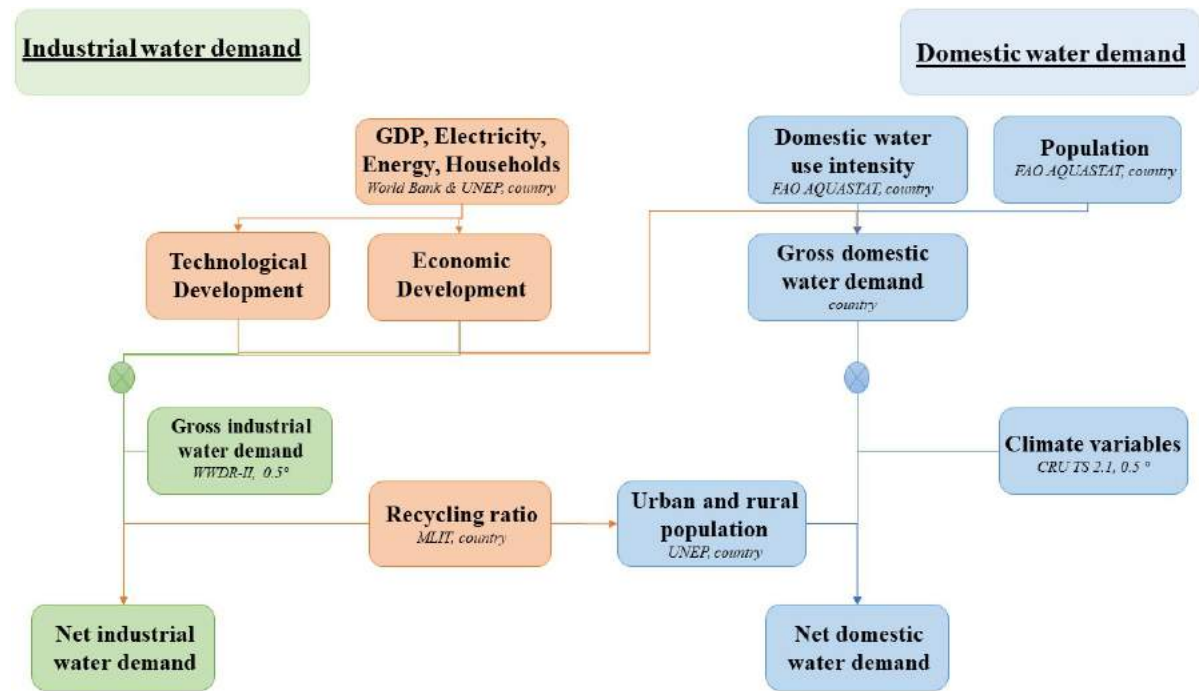 Industrial water demand
Domestic water demand
GDP, Electricity,
Energy, Households
World Bank & UNEP, country
Domestic water
use intensity
FAO AQUASTAT, country
Population
FAO AQUASTAT, country
Technological
Development
Economic
Development
Gross domestic
water demand
country
Gross industrial
water demand
WWDR-II, 0.5°
Climate variables
CRU TS 2.1, 0.5 °
Recycling ratio
MLIT, country
Urban and rural
population
UNEP, country
Net industrial
water demand
Net domestic
water demand